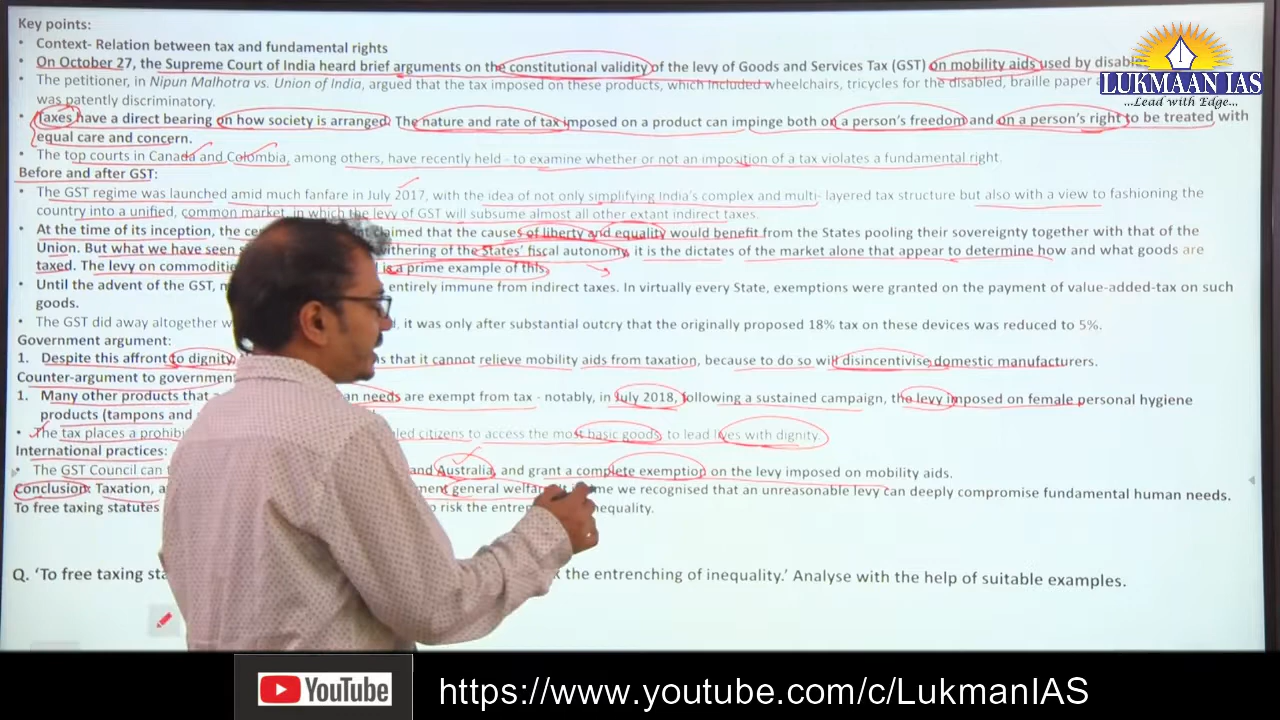 Key points:
• Context- Relation between tax and fundamental rights
• On October 27, the Supreme Court of India heard brief arguments on the constitutional validity of the levy of Goods and Services Tax (GST) on mobility aids used by disable
• The petitioner, in Nipun Malhotra vs. Union of India, argued that the tax imposed on these products, which included wheelchairs, tricycles for the disabled, braille paper
was patently discriminatory.
• Taxes have a direct bearing on how society is arranged. The nature and rate of tax imposed on a product can impinge both on a person's freedom and on a person's right to be treated with
equal care and concern.
• The top courts in Canada and Colombia, among others, have recently held - to examine whether or not an imposition of a tax violates a fundamental right.
Before and after GST:
• The GST regime was launched amid much fanfare in July 2017, with the idea of not only simplifying India's complex and multi- layered tax structure but also with a view to fashioning the
country into a unified, common market, in which the levy of GST will subsume almost all other extant indirect taxes.
• At the time of its inception, the claimed that the causes of liberty and equality would benefit from the States pooling their sovereignty together with that of the
Union. But what we have seen States' fiscal autonomy, it is the dictates of the market alone that appear to determine how and what goods are
taxed. The levy on is a prime example of this.
• Until the advent of the GST, entirely immune from indirect taxes. In virtually every State, exemptions were granted on the payment of value-added-tax on such
goods.
• The GST did away altogether it was only after substantial outcry that the originally proposed 18% tax on these devices was reduced to 5%.
Government argument:
1. Despite this affront to dignity, that it cannot relieve mobility aids from taxation, because to do so will disincentivise domestic manufacturers.
Counter-argument to
1. Many other products that needs are exempt from tax - notably, in July 2018, following a sustained campaign, the levy imposed on female personal hygiene
products (tampons and
• The tax places a citizens to access the most basic goods to lead lives with dignity.
International practices:
• The GST Council can and Australia, and grant a complete exemption on the levy imposed on mobility aids.
Conclusion: Taxation, general welfare. we recognised that an unreasonable levy can deeply compromise fundamental human needs.
To free taxing statutes risk the inequality.
Q. 'To free taxing the entrenching of inequality.' Analyse with the help of suitable examples.
LUKMAAN IAS
...Lead with Edge...
YouTube
https://www.youtube.com/c/LukmanIAS